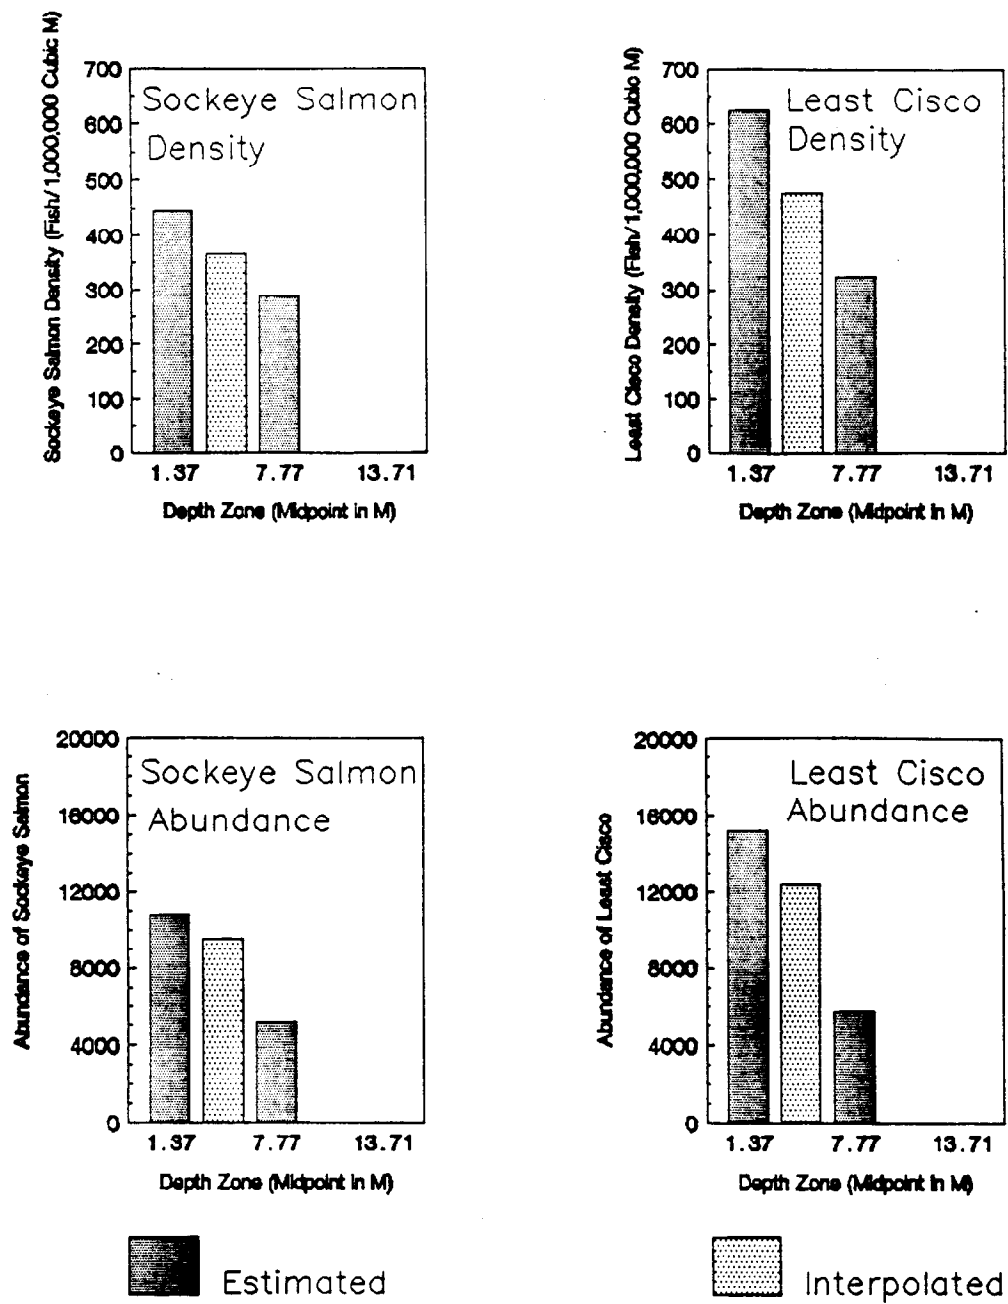 Sockeye Salmon Density (Fish/1,000,000 Cubic M)
700
600
500
400
300
200
100
0
Sockeye Salmon
Density
1.37 7.77 13.71
Depth Zone (Midpoint in M)
Least Cisco Density (Fish/1,000,000 Cubic M)
700
600
500
400
300
200
100
0
Least Cisco
Density
1.37 7.77 13.71
Depth Zone (Midpoint in M)
Abundance of Sockeye Salmon
20000
16000
12000
8000
4000
0
Sockeye Salmon
Abundance
1.37 7.77 13.71
Depth Zone (Midpoint in M)
Abundance of Least Cisco
20000
16000
12000
8000
4000
0
Least Cisco
Abundance
1.37 7.77 13.71
Depth Zone (Midpoint in M)
Estimated
Interpolated